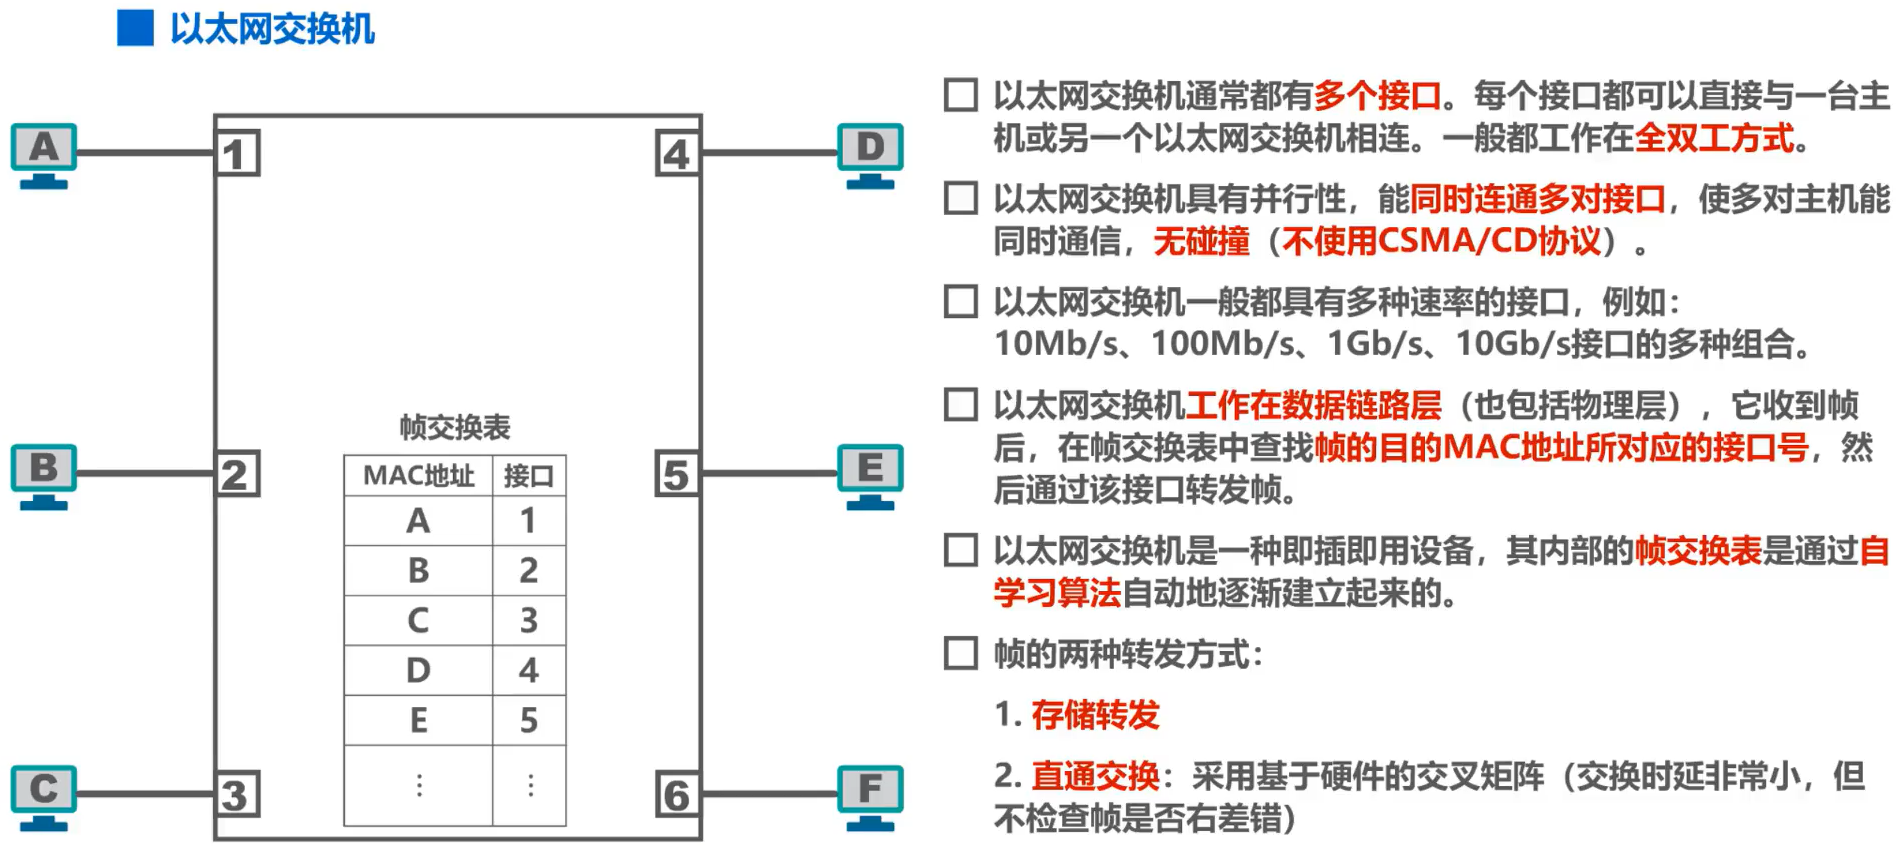 以太网交换机
A
1
4
D
B
2
5
E
C
3
6
F
帧交换表
MAC地址 接口
A 1
B 2
C 3
D 4
E 5
⋮ ⋮
以太网交换机通常都有多个接口。每个接口都可以直接与一台主
机或另一个以太网交换机相连。一般都工作在全双工方式。
以太网交换机具有并行性，能同时连通多对接口，使多对主机能
同时通信，无碰撞（不使用CSMA/CD协议）。
以太网交换机一般都具有多种速率的接口，例如：
10Mb/s、100Mb/s、1Gb/s、10Gb/s接口的多种组合。
以太网交换机工作在数据链路层（也包括物理层），它收到帧
后，在帧交换表中查找帧的目的MAC地址所对应的接口号，然
后通过该接口转发帧。
以太网交换机是一种即插即用设备，其内部的帧交换表是通过自
学习算法自动地逐渐建立起来的。
帧的两种转发方式：
1. 存储转发
2. 直通交换：采用基于硬件的交叉矩阵（交换时延非常小，但
不检查帧是否右差错）